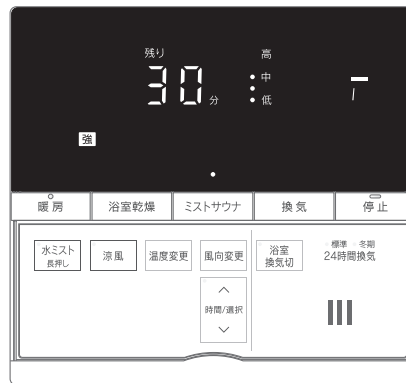 残り 高
30分 中
低
強
暖房 浴室乾燥 ミストサウナ 換気 停止
水ミスト 涼風 温度変更 風向変更 浴室 標準 冬期
長押し 換気切 24時間換気
時間/選択